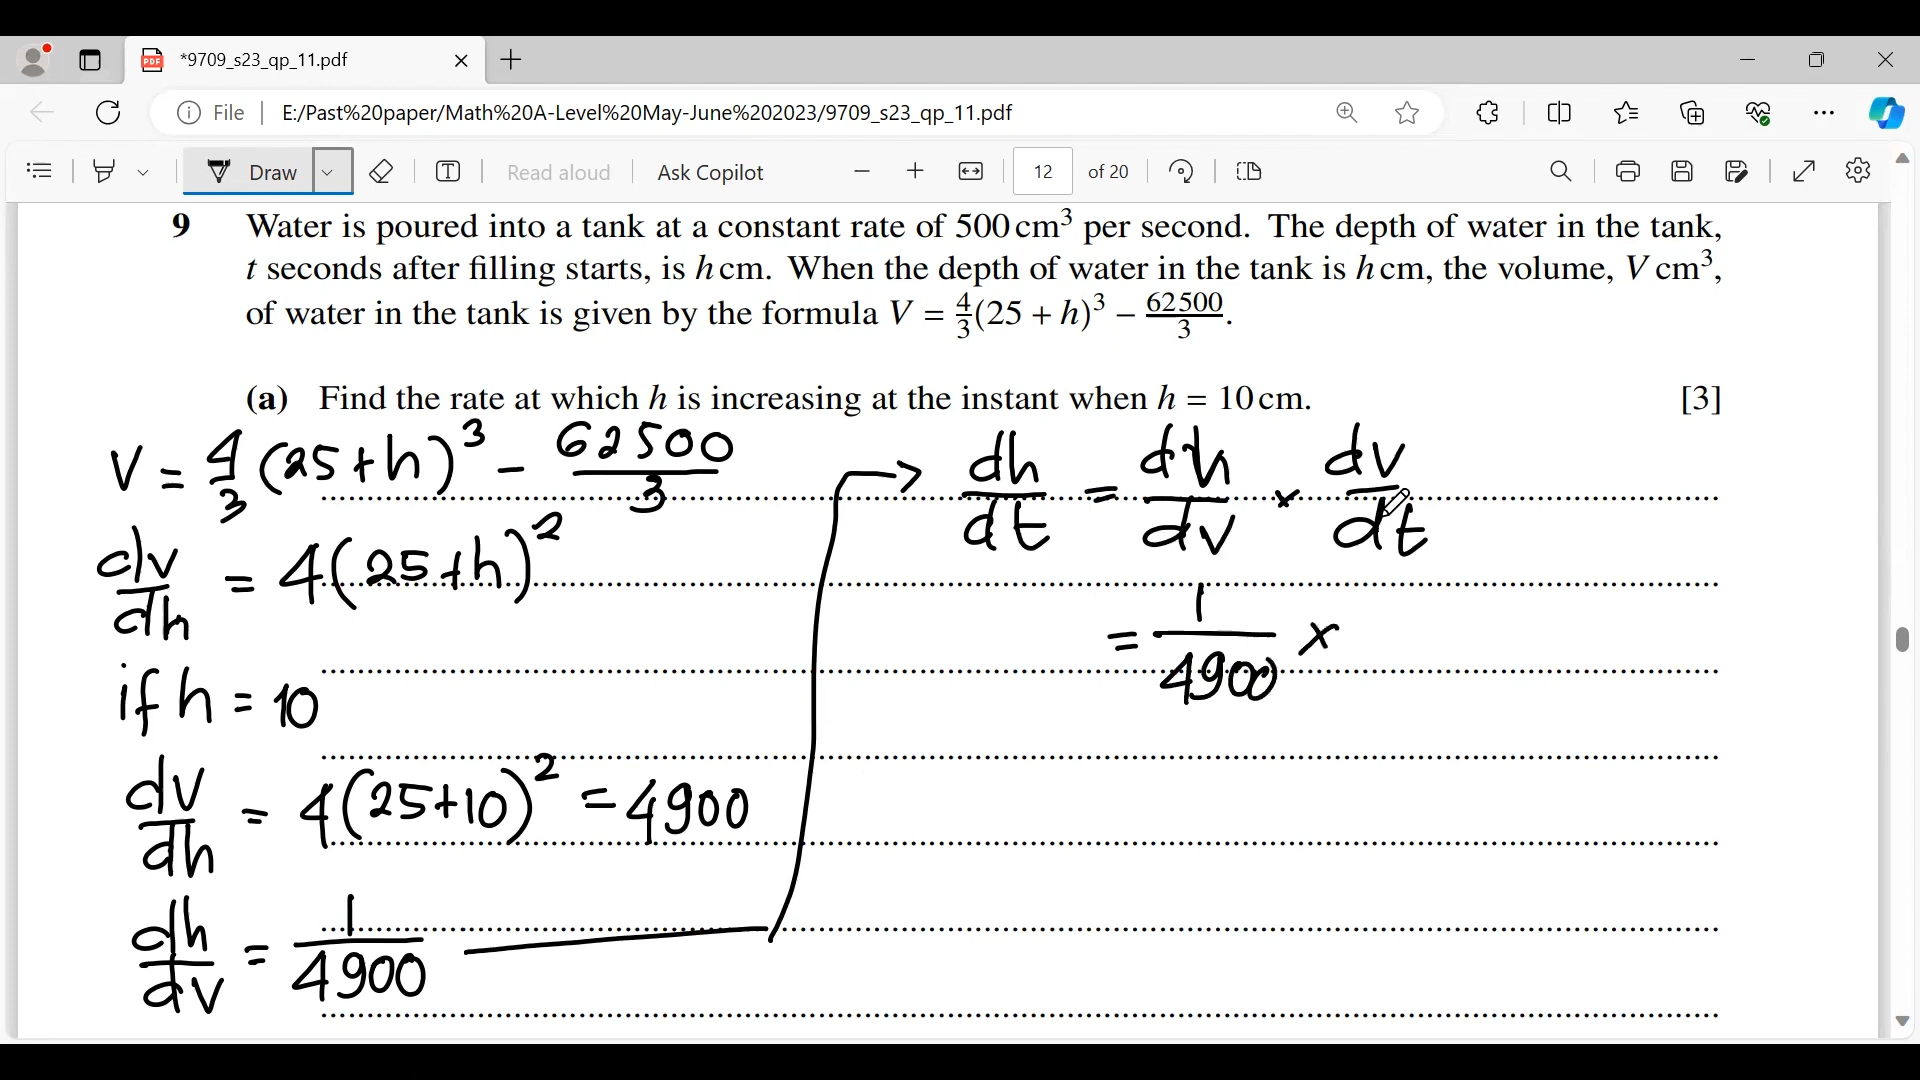 *9709_s23_qp_11.pdf
File | E:/Past%20paper/Math%20A-Level%20May-June%202023/9709_s23_qp_11.pdf
Draw Read aloud Ask Copilot 12 of 20
9 Water is poured into a tank at a constant rate of 500 cm³ per second. The depth of water in the tank,
t seconds after filling starts, is h cm. When the depth of water in the tank is h cm, the volume, V cm³,
of water in the tank is given by the formula V = 4/3(25 + h)³ − 62500/3.
(a) Find the rate at which h is increasing at the instant when h = 10 cm. [3]
V = 4/3 (25+h)³ − 62500/3
dv/dh = 4(25+h)²
if h = 10
dV/dh = 4(25+10)² = 4900
dh/dV = 1/4900
dh/dt = dh/dv × dv/dt
= 1/4900 ×